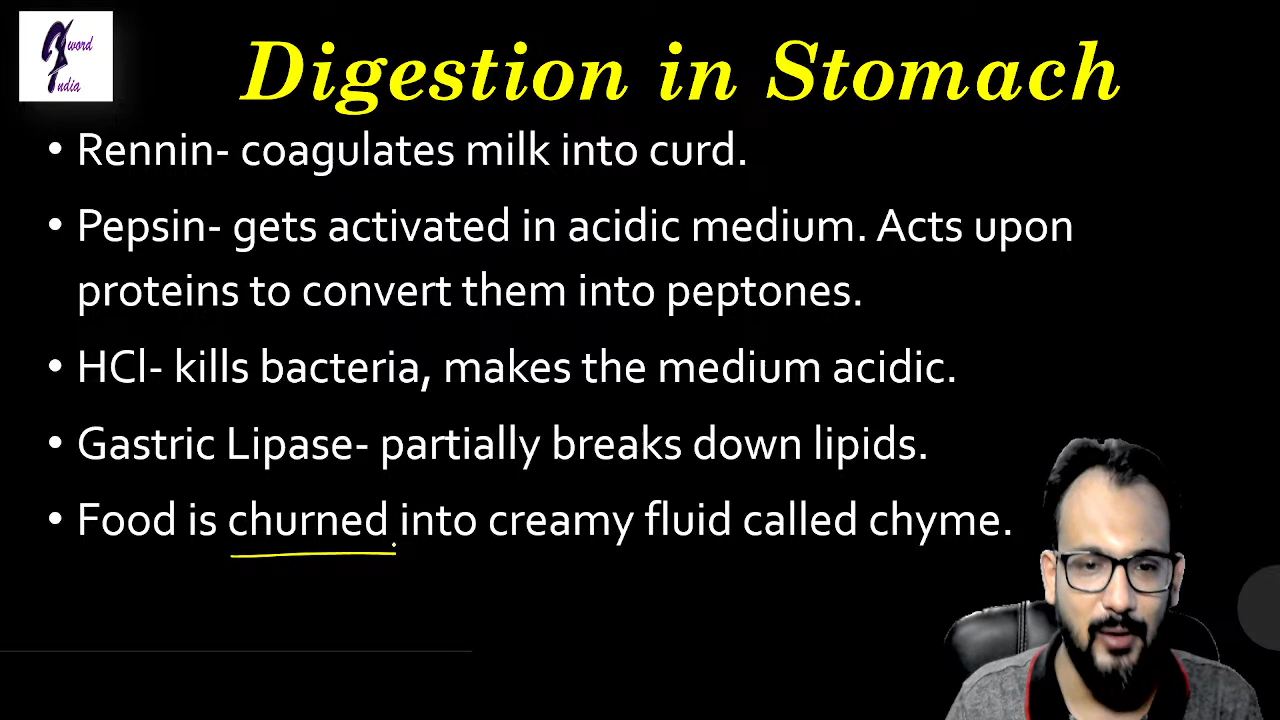 word
India
Digestion in Stomach
• Rennin- coagulates milk into curd.
• Pepsin- gets activated in acidic medium. Acts upon
proteins to convert them into peptones.
• HCl- kills bacteria, makes the medium acidic.
• Gastric Lipase- partially breaks down lipids.
• Food is churned into creamy fluid called chyme.